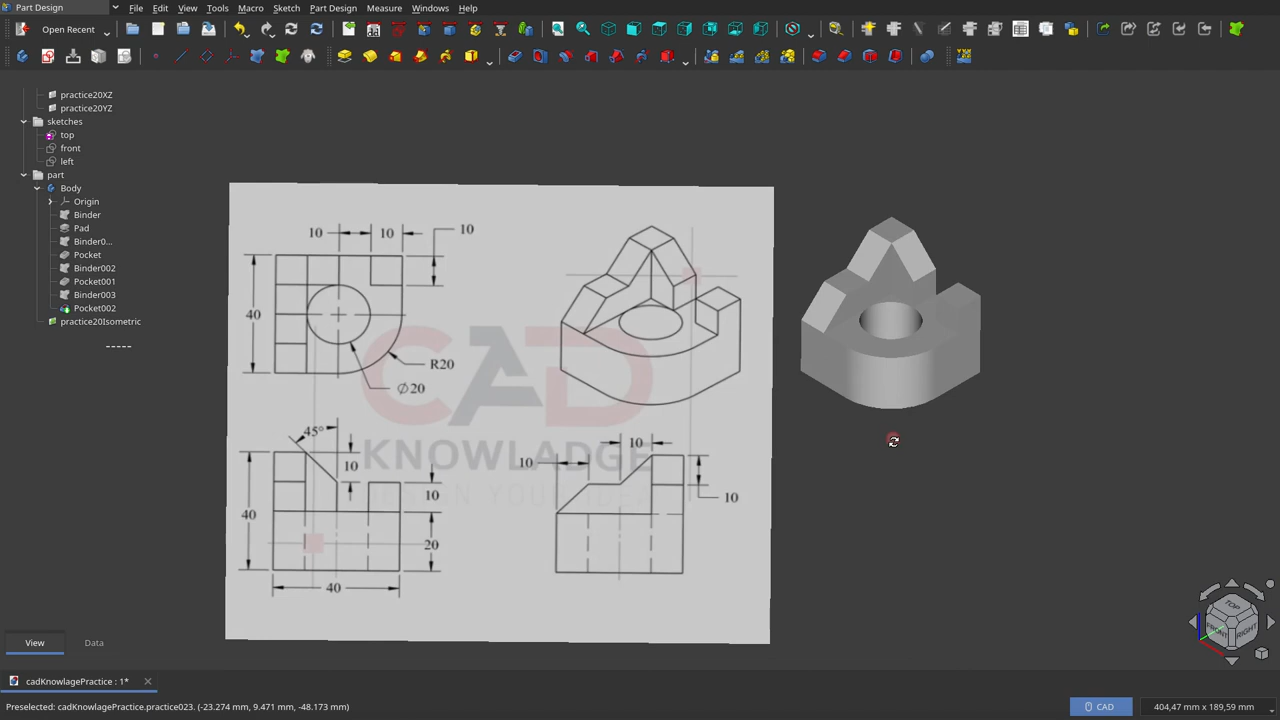 Part Design
File
Edit
View
Tools
Macro
Sketch
Part Design
Measure
Windows
Help
Open Recent
practice20XZ
practice20YZ
sketches
top
front
left
part
Body
Origin
Binder
Pad
Binder0...
Pocket
Binder002
Pocket001
Binder003
Pocket002
practice20Isometric
10
10
10
40
R20
∅20
45°
10
10
40
20
40
10
10
10
CAD
KNOWLADGE
View
Data
TOP
FRONT
RIGHT
cadKnowlagePractice : 1*
Preselected: cadKnowlagePractice.practice023. (-23.274 mm, 9.471 mm, -48.173 mm)
CAD
404,47 mm x 189,59 mm